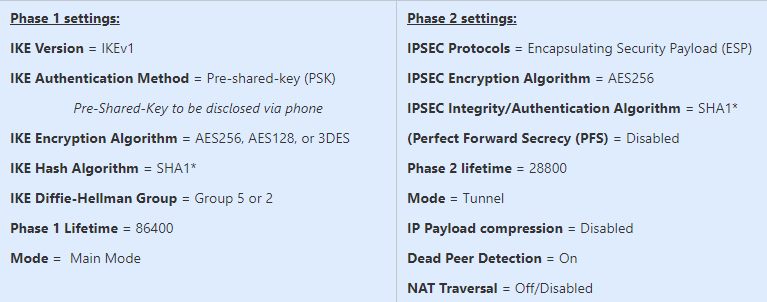 Phase 1 settings:
IKE Version = IKEv1
IKE Authentication Method = Pre-shared-key (PSK)
Pre-Shared-Key to be disclosed via phone
IKE Encryption Algorithm = AES256, AES128, or 3DES
IKE Hash Algorithm = SHA1*
IKE Diffie-Hellman Group = Group 5 or 2
Phase 1 Lifetime = 86400
Mode = Main Mode
Phase 2 settings:
IPSEC Protocols = Encapsulating Security Payload (ESP)
IPSEC Encryption Algorithm = AES256
IPSEC Integrity/Authentication Algorithm = SHA1*
(Perfect Forward Secrecy (PFS) = Disabled
Phase 2 lifetime = 28800
Mode = Tunnel
IP Payload compression = Disabled
Dead Peer Detection = On
NAT Traversal = Off/Disabled